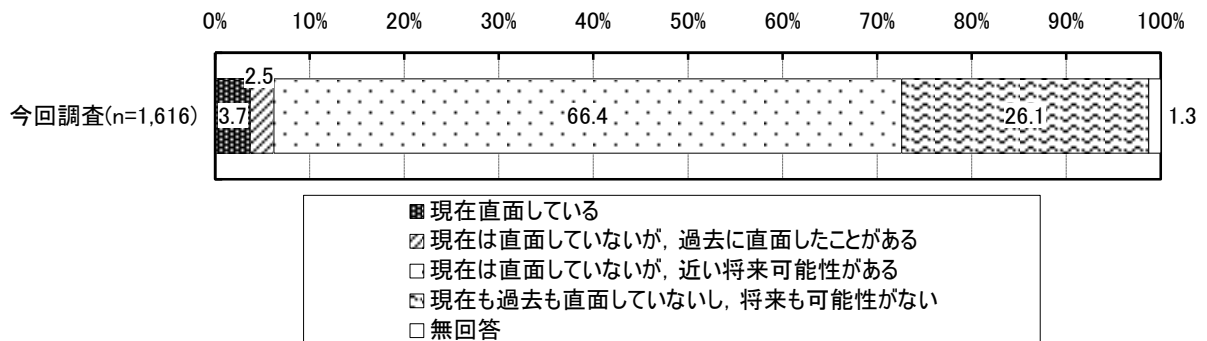 0% 10% 20% 30% 40% 50% 60% 70% 80% 90% 100%
2.5
今回調査(n=1,616) 3.7 66.4 26.1 1.3
現在直面している
現在は直面していないが，過去に直面したことがある
現在は直面していないが，近い将来可能性がある
現在も過去も直面していないし，将来も可能性がない
無回答